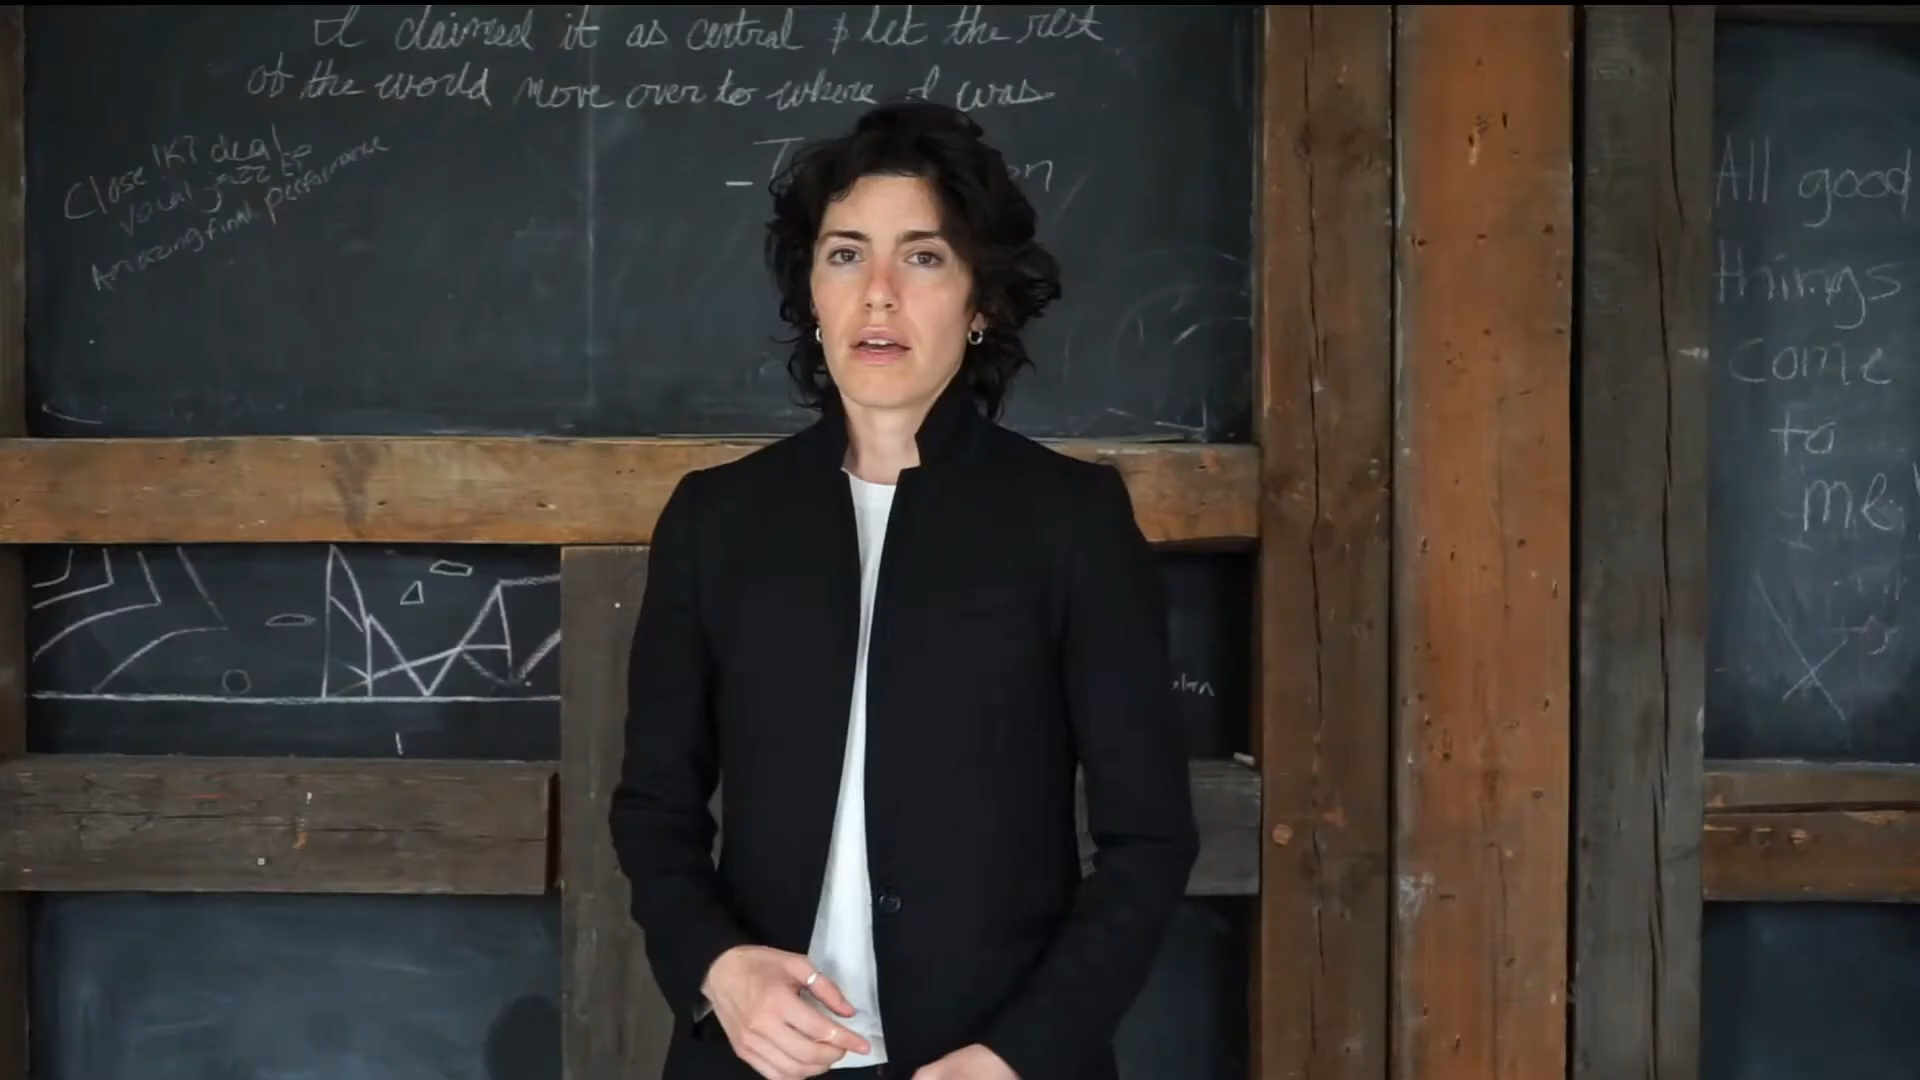 I claimed it as central & let the rest
of the world move over to where I was
Close 1K? deal
vocal jazz EP
Amazing final performance
All good
things
come
to
me